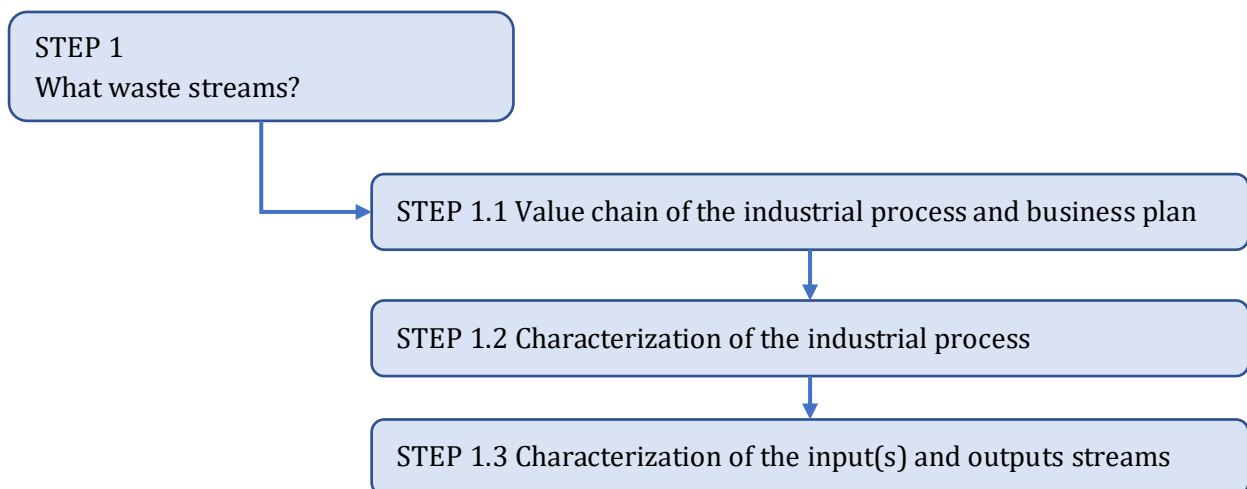 STEP 1
What waste streams?
STEP 1.1 Value chain of the industrial process and business plan
STEP 1.2 Characterization of the industrial process
STEP 1.3 Characterization of the input(s) and outputs streams